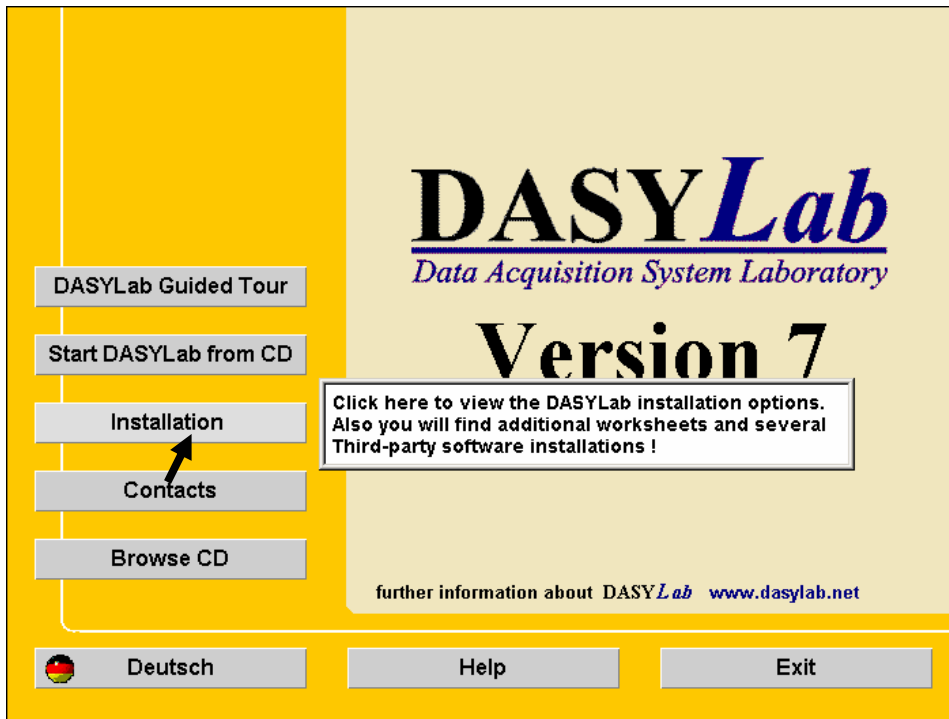 DASYLab
Data Acquisition System Laboratory
Version 7
DASYLab Guided Tour
Start DASYLab from CD
Installation
Click here to view the DASYLab installation options.
Also you will find additional worksheets and several
Third-party software installations !
Contacts
Browse CD
further information about DASYLab www.dasylab.net
Deutsch
Help
Exit